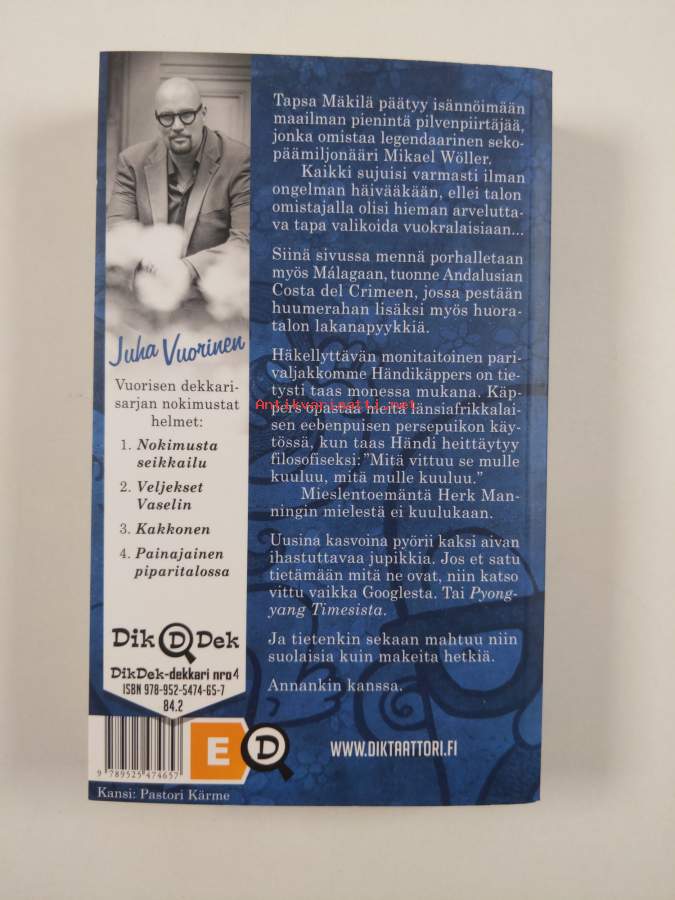 Tapsa Mäkilä päätyy isännöimään
maailman pienintä pilvenpiirtäjää,
jonka omistaa legendaarinen seko-
päämiljonääri Mikael Wöller.
Kaikki sujuisi varmasti ilman
ongelman häivääkään, ellei talon
omistajalla olisi hieman arvelutta-
va tapa valikoida vuokralaisiaan...
Siinä sivussa mennä porhalletaan
myös Málagaan, tuonne Andalusian
Costa del Crimeen, jossa pestään
huumerahan lisäksi myös huora-
talon lakanapyykkiä.
Häkellyttävän monitaitoinen pari-
valjakkomme Händikäppers on tie-
tysti taas monessa mukana. Käp-
pers opastaa meitä länsiafrikkalai-
sen eebenpuisen persepuikon käy-
tössä, kun taas Händi heittäytyy
filosofiseksi: ”Mitä vittuu se mulle
kuuluu, mitä mulle kuuluu.”
Mieslentoemäntä Herk Man-
ningin mielestä ei kuulukaan.
Uusina kasvoina pyörii kaksi aivan
ihastuttavaa jupikkia. Jos et satu
tietämään mitä ne ovat, niin katso
vittu vaikka Googlesta. Tai Pyong-
yang Timesista.
Ja tietenkin sekaan mahtuu niin
suolaisia kuin makeita hetkiä.
Annankin kanssa.
Juha Vuorinen
Vuorisen dekkari-
sarjan nokimustat
helmet:
1. Nokimusta
seikkailu
2. Veljekset
Vaselin
3. Kakkonen
4. Painajainen
piparitalossa
Dik D Dek
DikDek-dekkari nro 4
ISBN 978-952-5474-65-7
84.2
9 789525 474657
E D
WWW.DIKTAATTORI.FI
Kansi: Pastori Kärme
Antikvariaatti.net